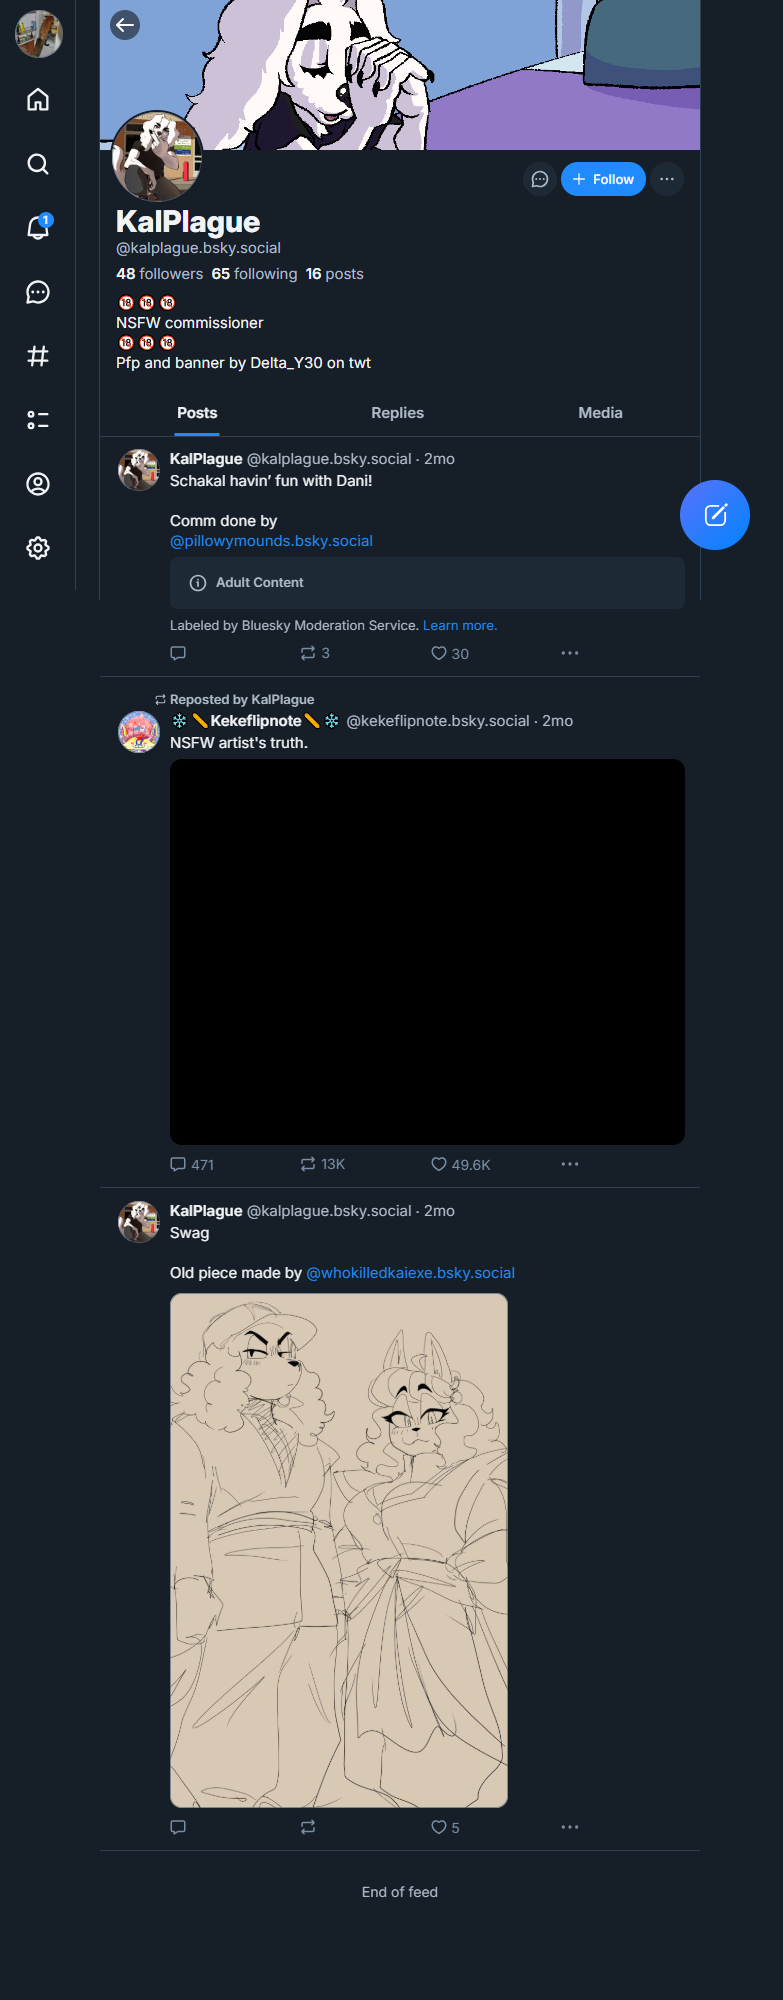 Follow
KalPlague
@kalplague.bsky.social
48 followers 65 following 16 posts
🔞🔞🔞
NSFW commissioner
🔞🔞🔞
Pfp and banner by Delta_Y30 on twt
Posts Replies Media
KalPlague @kalplague.bsky.social · 2mo
Schakal havin’ fun with Dani!
Comm done by
@pillowymounds.bsky.social
Adult Content
Labeled by Bluesky Moderation Service. Learn more.
3 30
Reposted by KalPlague
❄️✏️Kekeflipnote✏️❄️ @kekeflipnote.bsky.social · 2mo
NSFW artist's truth.
471 13K 49.6K
KalPlague @kalplague.bsky.social · 2mo
Swag
Old piece made by @whokilledkaiexe.bsky.social
5
End of feed
1